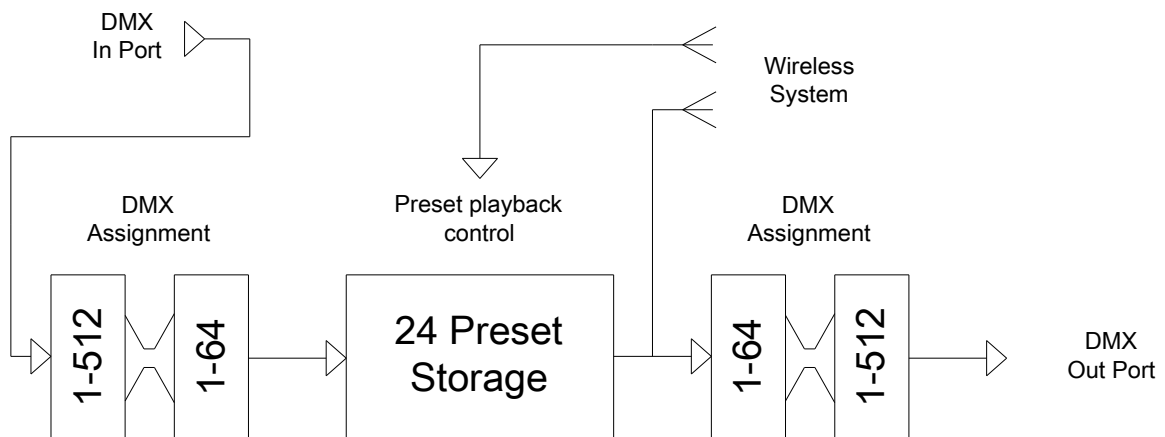 DMX
In Port
Wireless
System
DMX
Assignment
Preset playback
control
DMX
Assignment
1-512
1-64
24 Preset
Storage
1-64
1-512
DMX
Out Port